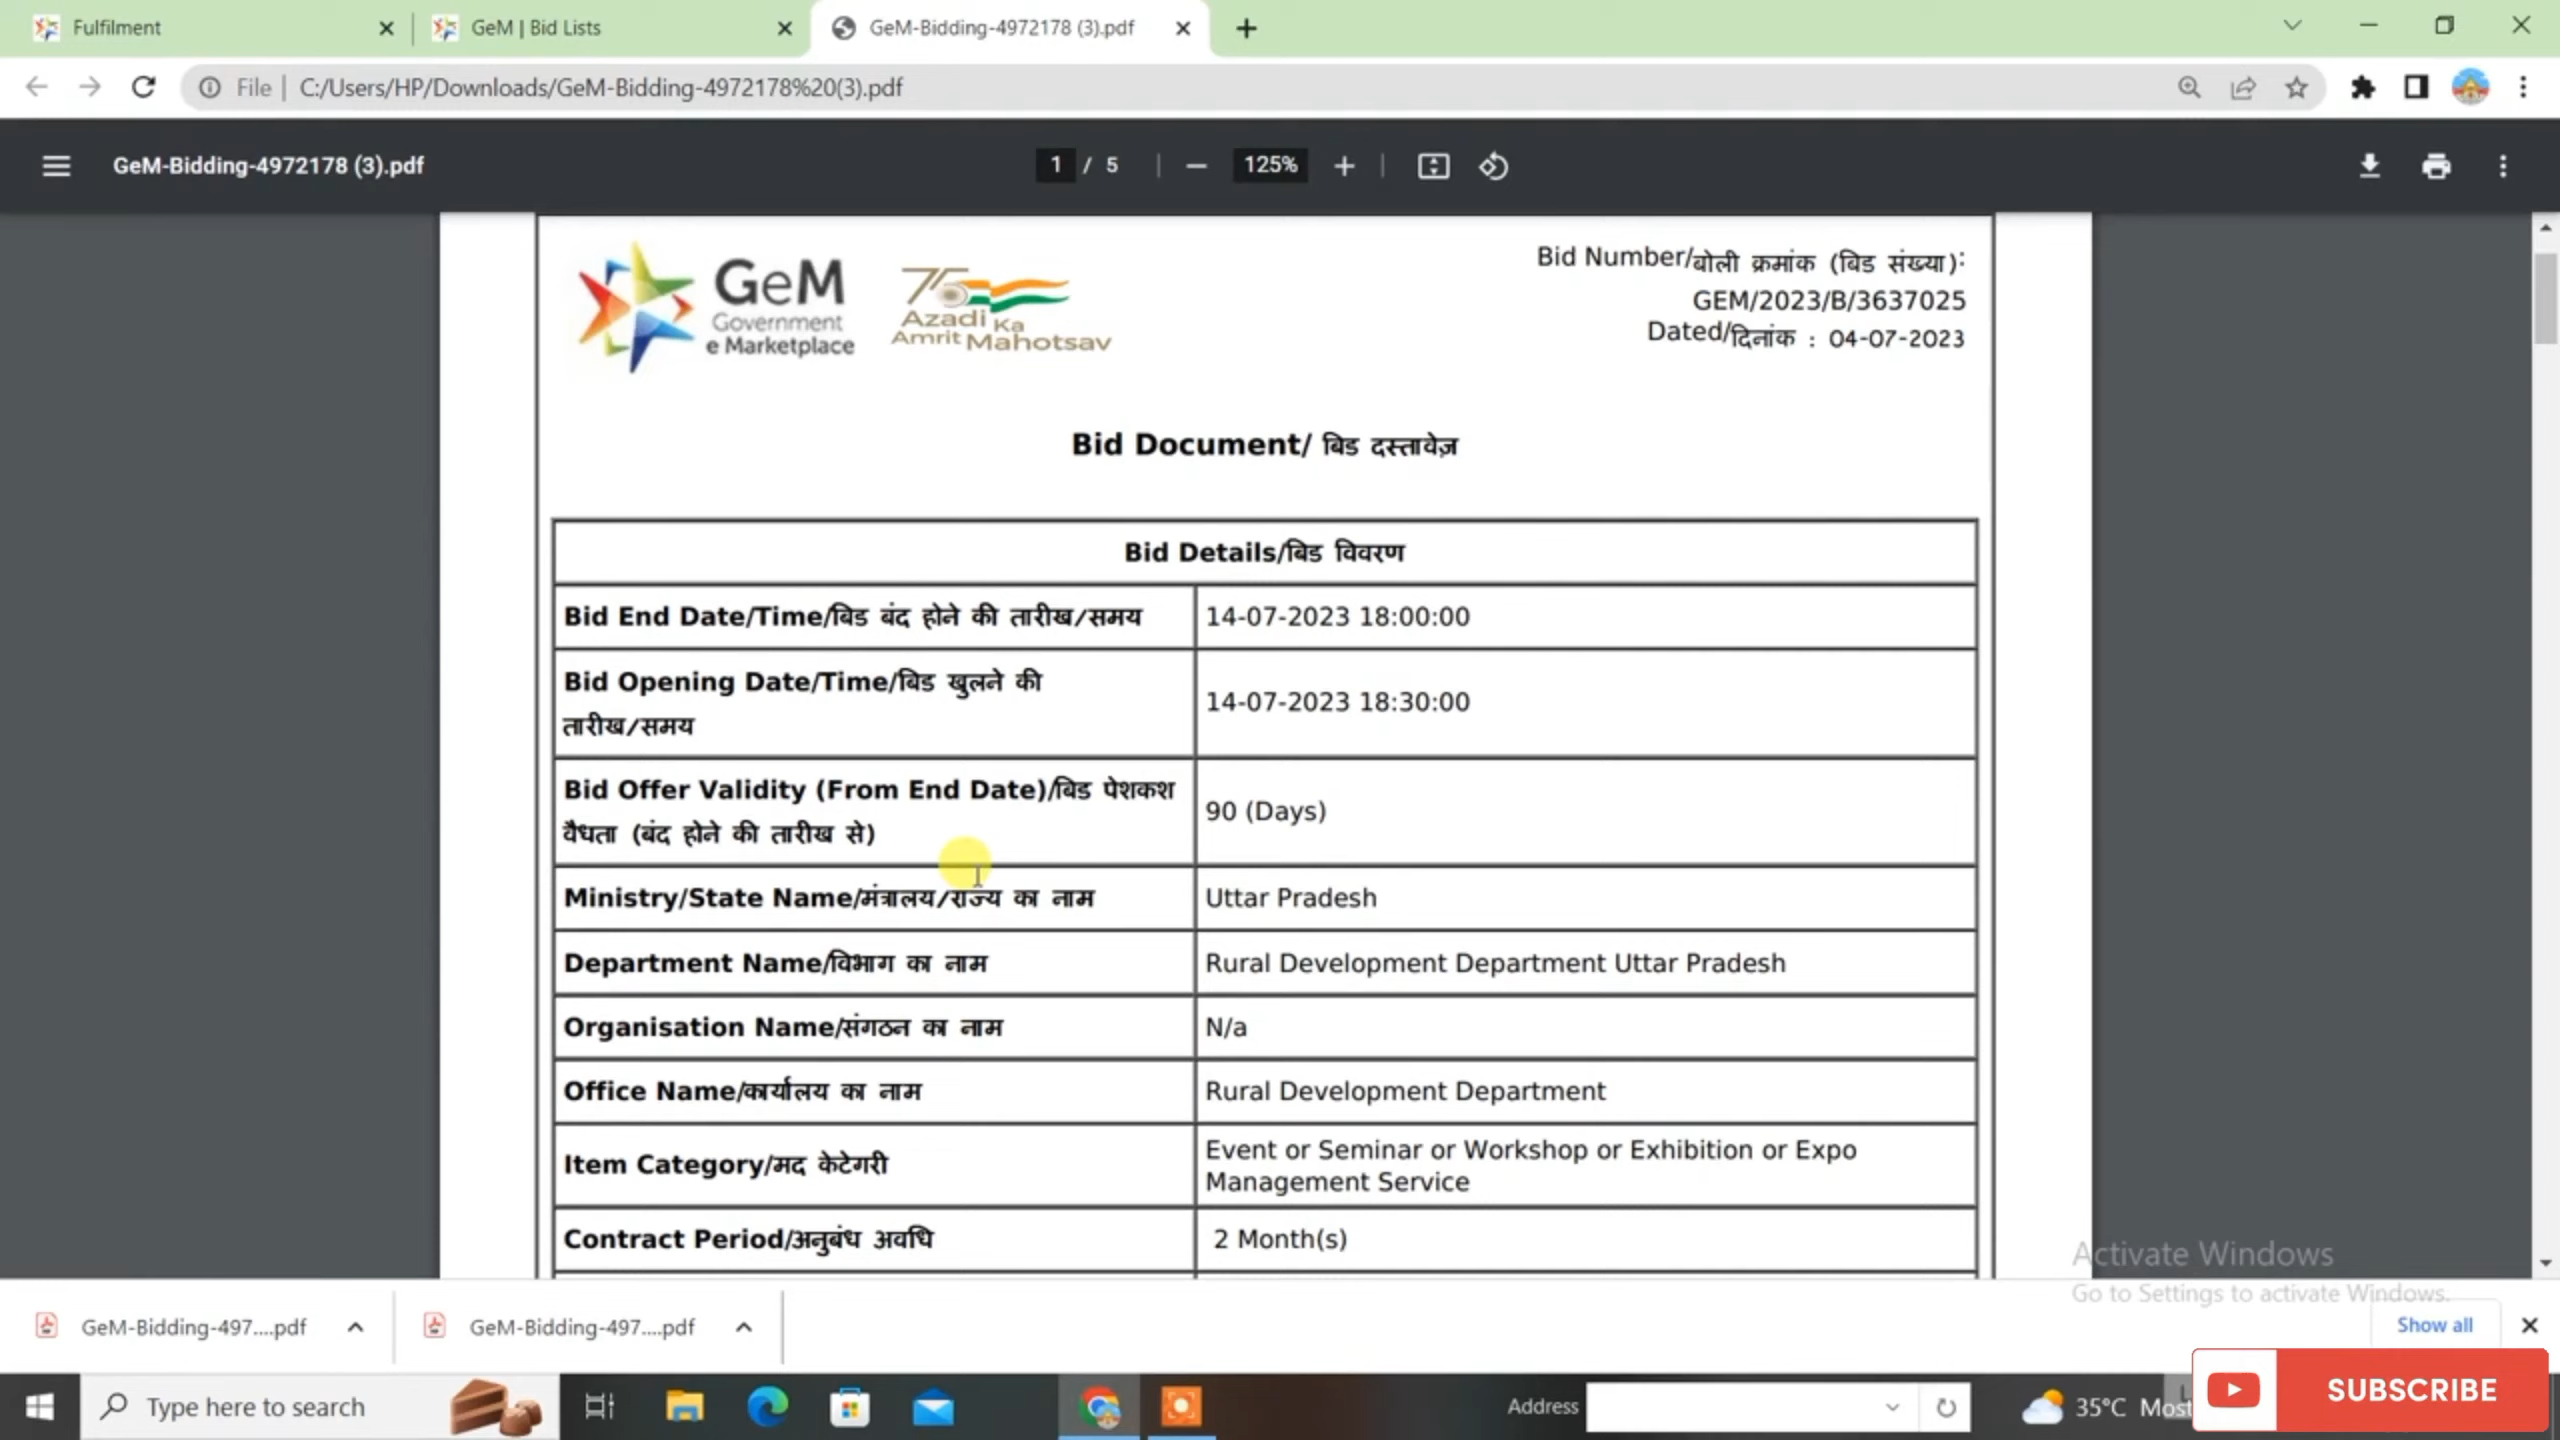 Fulfilment
GeM | Bid Lists
GeM-Bidding-4972178 (3).pdf
File | C:/Users/HP/Downloads/GeM-Bidding-4972178%20(3).pdf
GeM-Bidding-4972178 (3).pdf
1 / 5
125%
GeM
Government
e Marketplace
75
Azadi Ka
Amrit Mahotsav
Bid Number/बोली क्रमांक (बिड संख्या):
GEM/2023/B/3637025
Dated/दिनांक : 04-07-2023
Bid Document/ बिड दस्तावेज़
Bid Details/बिड विवरण
Bid End Date/Time/बिड बंद होने की तारीख/समय
14-07-2023 18:00:00
Bid Opening Date/Time/बिड खुलने की
तारीख/समय
14-07-2023 18:30:00
Bid Offer Validity (From End Date)/बिड पेशकश
वैधता (बंद होने की तारीख से)
90 (Days)
Ministry/State Name/मंत्रालय/राज्य का नाम
Uttar Pradesh
Department Name/विभाग का नाम
Rural Development Department Uttar Pradesh
Organisation Name/संगठन का नाम
N/a
Office Name/कार्यालय का नाम
Rural Development Department
Item Category/मद केटेगरी
Event or Seminar or Workshop or Exhibition or Expo
Management Service
Contract Period/अनुबंध अवधि
2 Month(s)
Activate Windows
Go to Settings to activate Windows.
GeM-Bidding-497....pdf
GeM-Bidding-497....pdf
Show all
Type here to search
Address
35°C
SUBSCRIBE